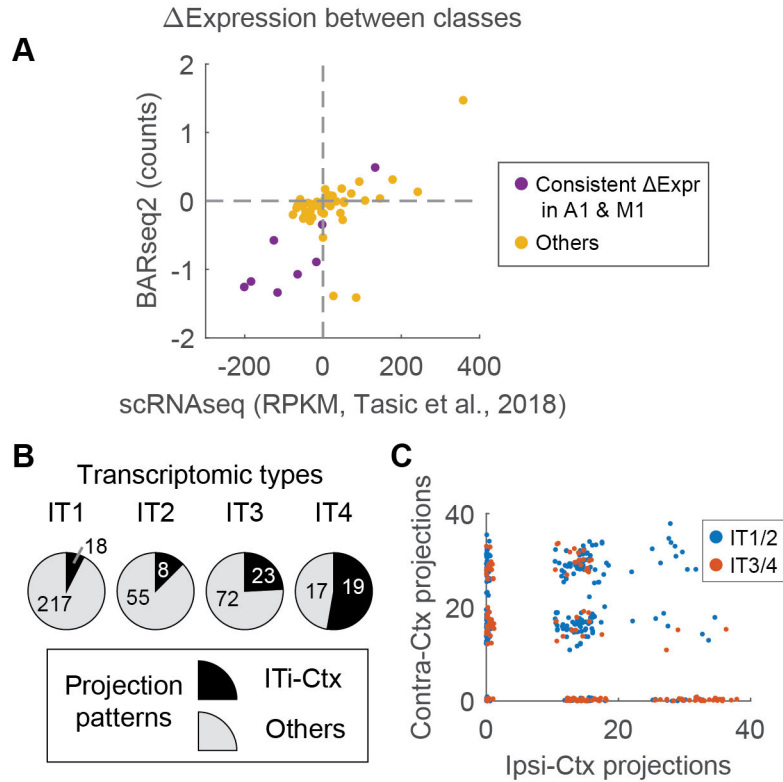 ΔExpression between classes
A
2
1
0
-1
-2
BARseq2 (counts)
-200
0
200
400
scRNAseq (RPKM, Tasic et al., 2018)
Consistent ΔExpr
in A1 & M1
Others
B
Transcriptomic types
IT1
IT2
IT3
IT4
18
217
8
55
23
72
19
17
Projection
patterns
ITi-Ctx
Others
C
40
20
0
Contra-Ctx projections
0
20
40
Ipsi-Ctx projections
IT1/2
IT3/4